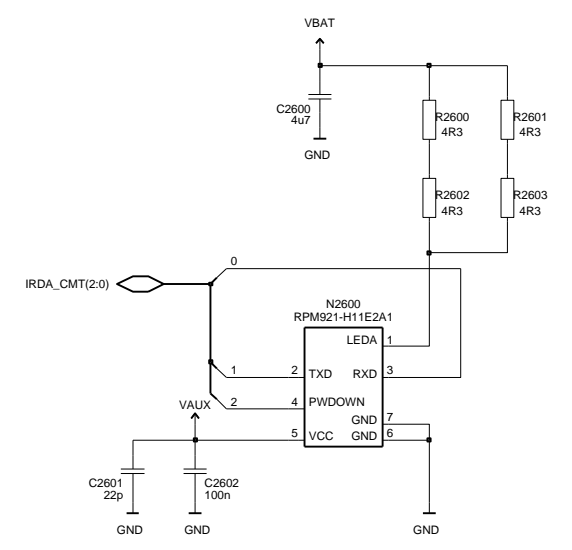 VBAT
C2600
4u7
GND
R2600
4R3
R2601
4R3
R2602
4R3
R2603
4R3
0
IRDA_CMT(2:0)
N2600
RPM921-H11E2A1
LEDA 1
1 2 TXD RXD 3
2 4 PWDOWN
VAUX
GND 7
5 VCC GND 6
C2601
22p
C2602
100n
GND GND GND